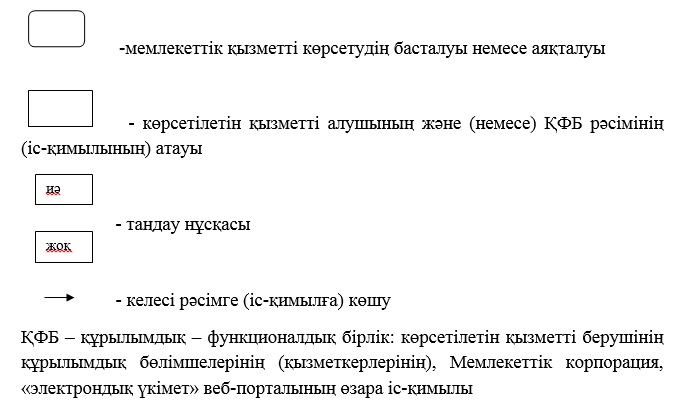 -мемлекеттік қызметті көрсетудің басталуы немесе аяқталуы
- көрсетілетін қызметті алушының және (немесе) ҚФБ рәсімінің
(іс-қимылының) атауы
иә
- тандау нұсқасы
жоқ
- келесі рәсімге (іс-қимылға) көшу
ҚФБ – құрылымдық – функционалдық бірлік: көрсетілетін қызметті берушінің
құрылымдық бөлімшелерінің (қызметкерлерінің), Мемлекеттік корпорация,
«электрондық үкімет» веб-порталының өзара іс-қимылы